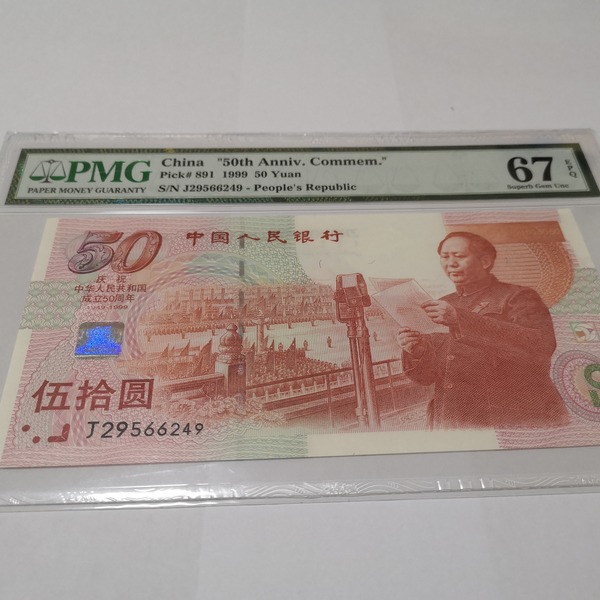 PMG
PAPER MONEY GUARANTY
China "50th Anniv. Commem."
Pick# 891 1999 50 Yuan
S/N J29566249 - People's Republic
67
EPQ
Superb Gem Unc
50
中国人民银行
庆祝
中华人民共和国
成立50周年
1949-1999
伍拾圆
J29566249